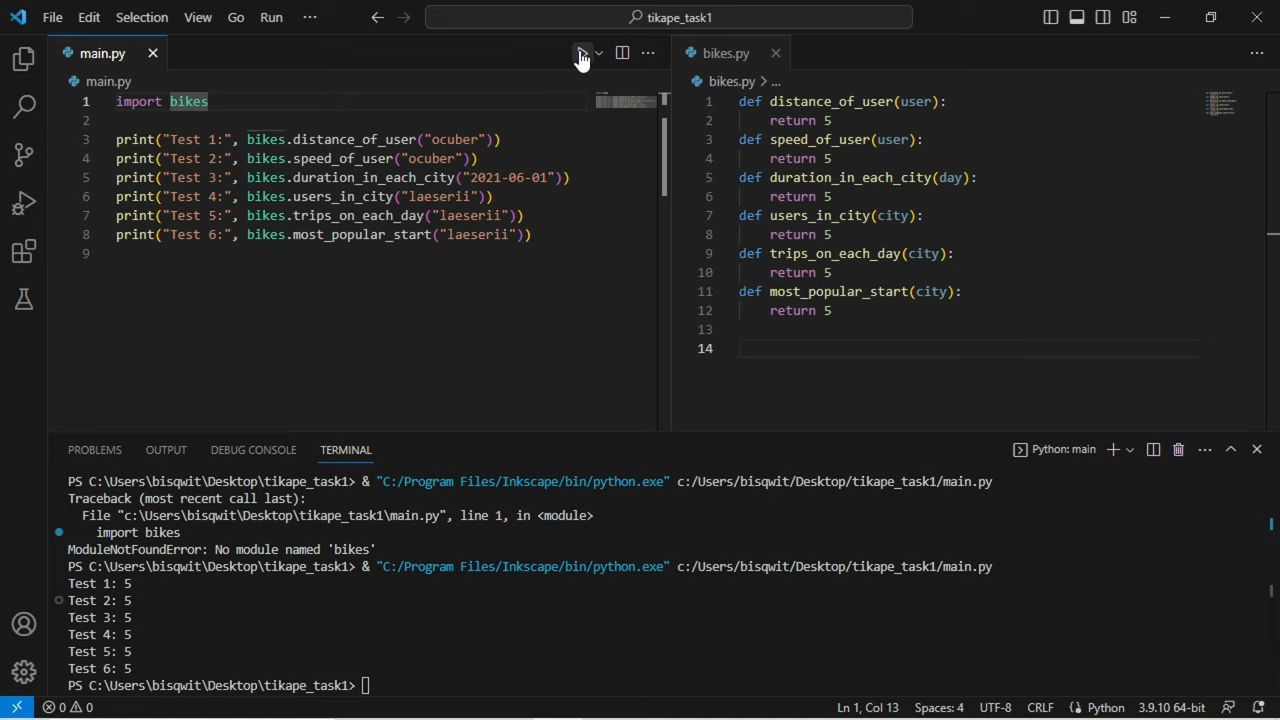 File Edit Selection View Go Run ··· tikape_task1
main.py
bikes.py
main.py
bikes.py > ...
1 import bikes
2
3 print("Test 1:", bikes.distance_of_user("ocuber"))
4 print("Test 2:", bikes.speed_of_user("ocuber"))
5 print("Test 3:", bikes.duration_in_each_city("2021-06-01"))
6 print("Test 4:", bikes.users_in_city("laeserii"))
7 print("Test 5:", bikes.trips_on_each_day("laeserii"))
8 print("Test 6:", bikes.most_popular_start("laeserii"))
9
1 def distance_of_user(user):
2 return 5
3 def speed_of_user(user):
4 return 5
5 def duration_in_each_city(day):
6 return 5
7 def users_in_city(city):
8 return 5
9 def trips_on_each_day(city):
10 return 5
11 def most_popular_start(city):
12 return 5
13
14
PROBLEMS OUTPUT DEBUG CONSOLE TERMINAL Python: main
PS C:\Users\bisqwit\Desktop\tikape_task1> & "C:/Program Files/Inkscape/bin/python.exe" c:/Users/bisqwit/Desktop/tikape_task1/main.py
Traceback (most recent call last):
File "c:\Users\bisqwit\Desktop\tikape_task1\main.py", line 1, in <module>
import bikes
ModuleNotFoundError: No module named 'bikes'
PS C:\Users\bisqwit\Desktop\tikape_task1> & "C:/Program Files/Inkscape/bin/python.exe" c:/Users/bisqwit/Desktop/tikape_task1/main.py
Test 1: 5
Test 2: 5
Test 3: 5
Test 4: 5
Test 5: 5
Test 6: 5
PS C:\Users\bisqwit\Desktop\tikape_task1>
0 0 Ln 1, Col 13 Spaces: 4 UTF-8 CRLF Python 3.9.10 64-bit